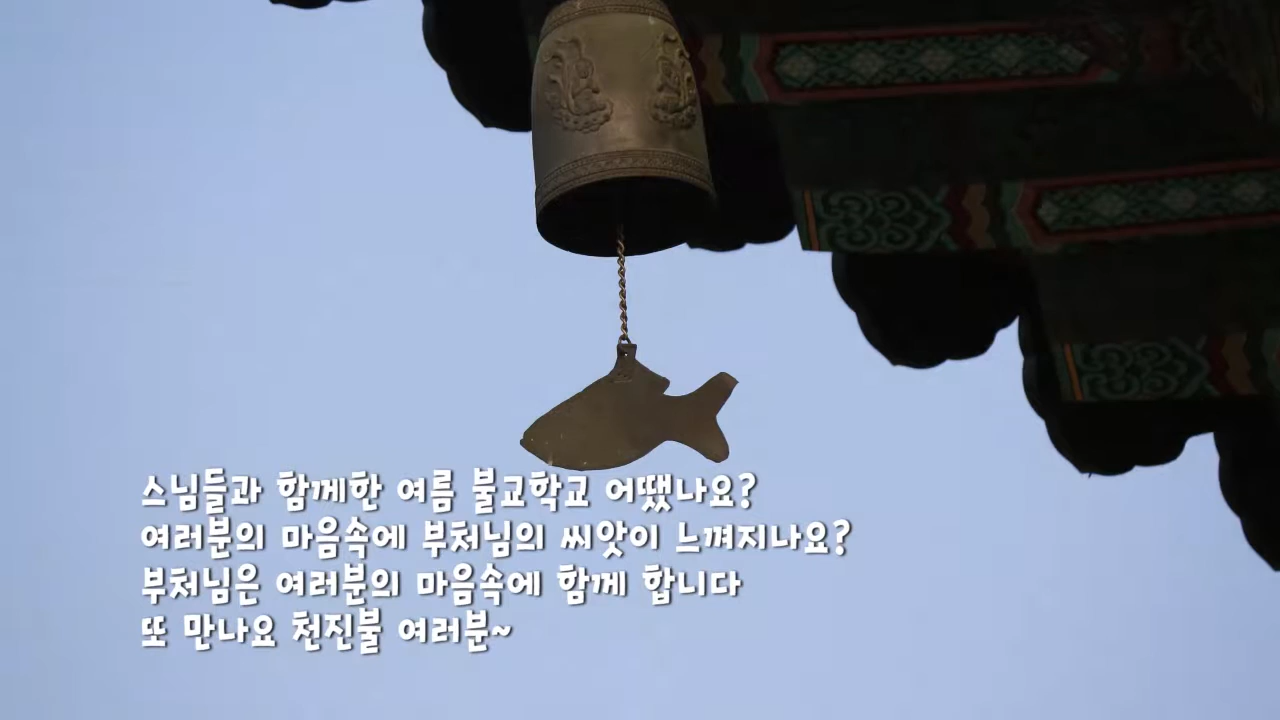 스님들과 함께한 여름 불교학교 어땠나요?
여러분의 마음속에 부처님의 씨앗이 느껴지나요?
부처님은 여러분의 마음속에 함께 합니다
또 만나요 천진불 여러분~